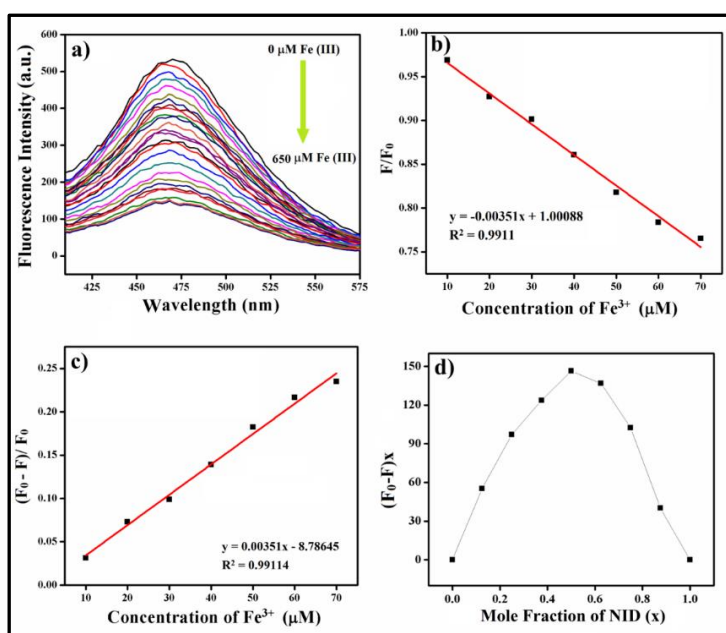 a)
0 μM Fe (III)
650 μM Fe (III)
600
500
400
300
200
100
0
425 450 475 500 525 550 575
Fluorescence Intensity (a.u.)
Wavelength (nm)
b)
1.00
0.95
0.90
0.85
0.80
0.75
y = -0.00351x + 1.00088
R² = 0.9911
10 20 30 40 50 60 70
F/F₀
Concentration of Fe³⁺ (μM)
c)
0.25
0.20
0.15
0.10
0.05
0.00
y = 0.00351x - 8.78645
R² = 0.99114
10 20 30 40 50 60 70
(F₀ - F)/ F₀
Concentration of Fe³⁺ (μM)
d)
150
120
90
60
30
0
0.0 0.2 0.4 0.6 0.8 1.0
(F₀-F)x
Mole Fraction of NID (x)